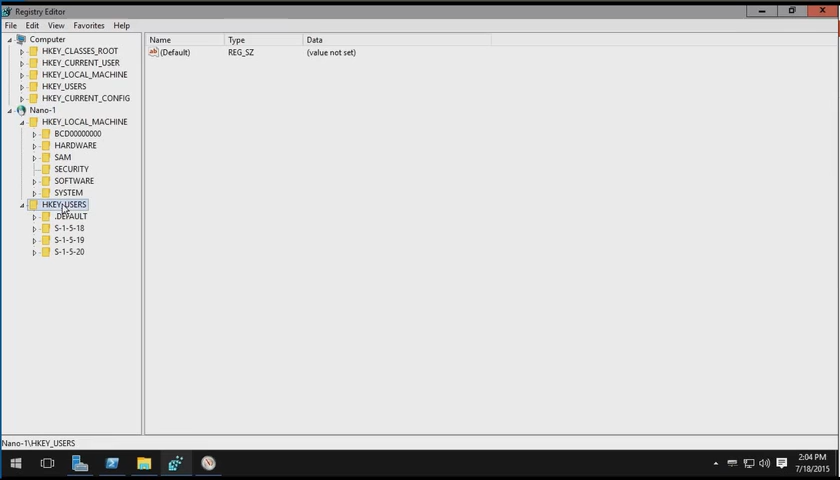 Registry Editor
File Edit View Favorites Help
Computer
HKEY_CLASSES_ROOT
HKEY_CURRENT_USER
HKEY_LOCAL_MACHINE
HKEY_USERS
HKEY_CURRENT_CONFIG
Nano-1
HKEY_LOCAL_MACHINE
BCD00000000
HARDWARE
SAM
SECURITY
SOFTWARE
SYSTEM
HKEY_USERS
.DEFAULT
S-1-5-18
S-1-5-19
S-1-5-20
Name Type Data
ab (Default) REG_SZ (value not set)
Nano-1\HKEY_USERS
2:04 PM
7/18/2015